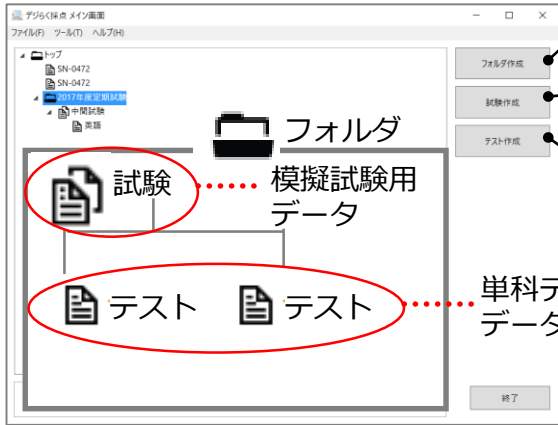 デジらく採点 メイン画面
ファイル(F) ツール(T) ヘルプ(H)
トップ
SN-0472
SN-0472
2017年度定期試験
中間試験
英語
フォルダ作成
試験作成
テスト作成
フォルダ
試験
模擬試験用
データ
テスト
テスト
単科テ
データ
終了